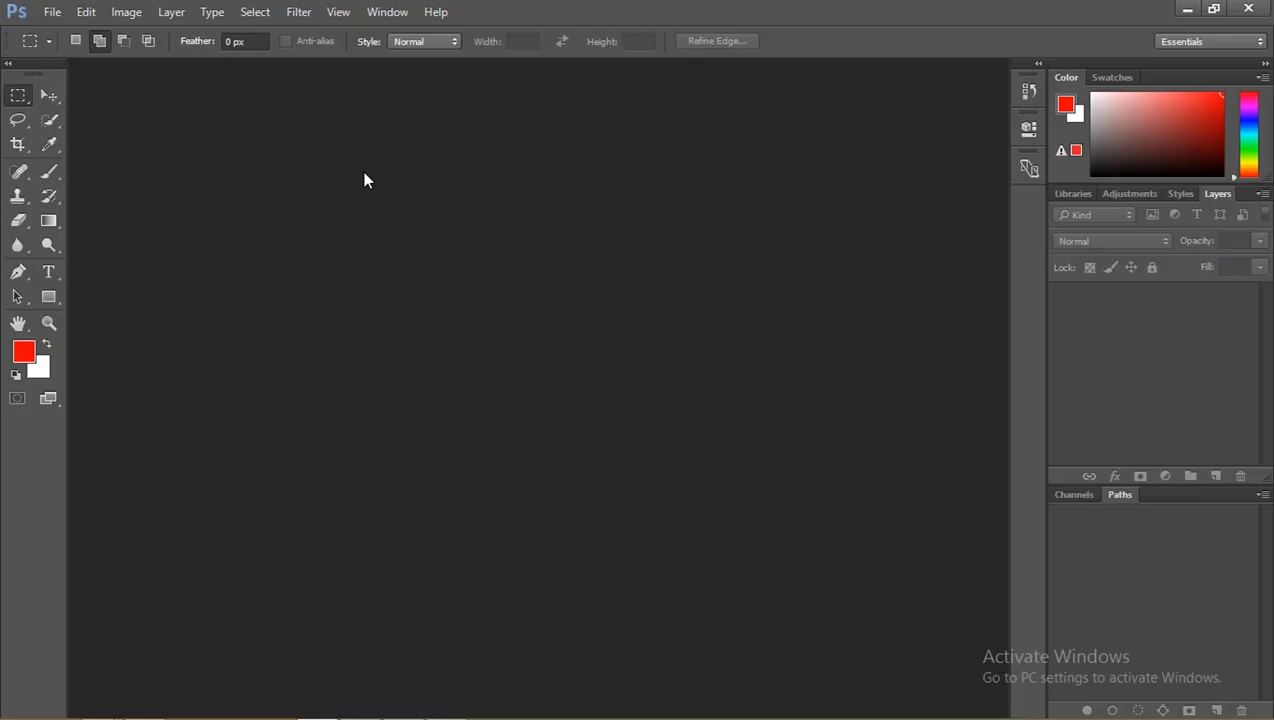 Ps File Edit Image Layer Type Select Filter View Window Help
Feather: 0 px Anti-alias Style: Normal Width: Height: Refine Edge... Essentials
Color Swatches
Libraries Adjustments Styles Layers
Kind
Normal Opacity:
Lock: Fill:
Channels Paths
Activate Windows
Go to PC settings to activate Windows.